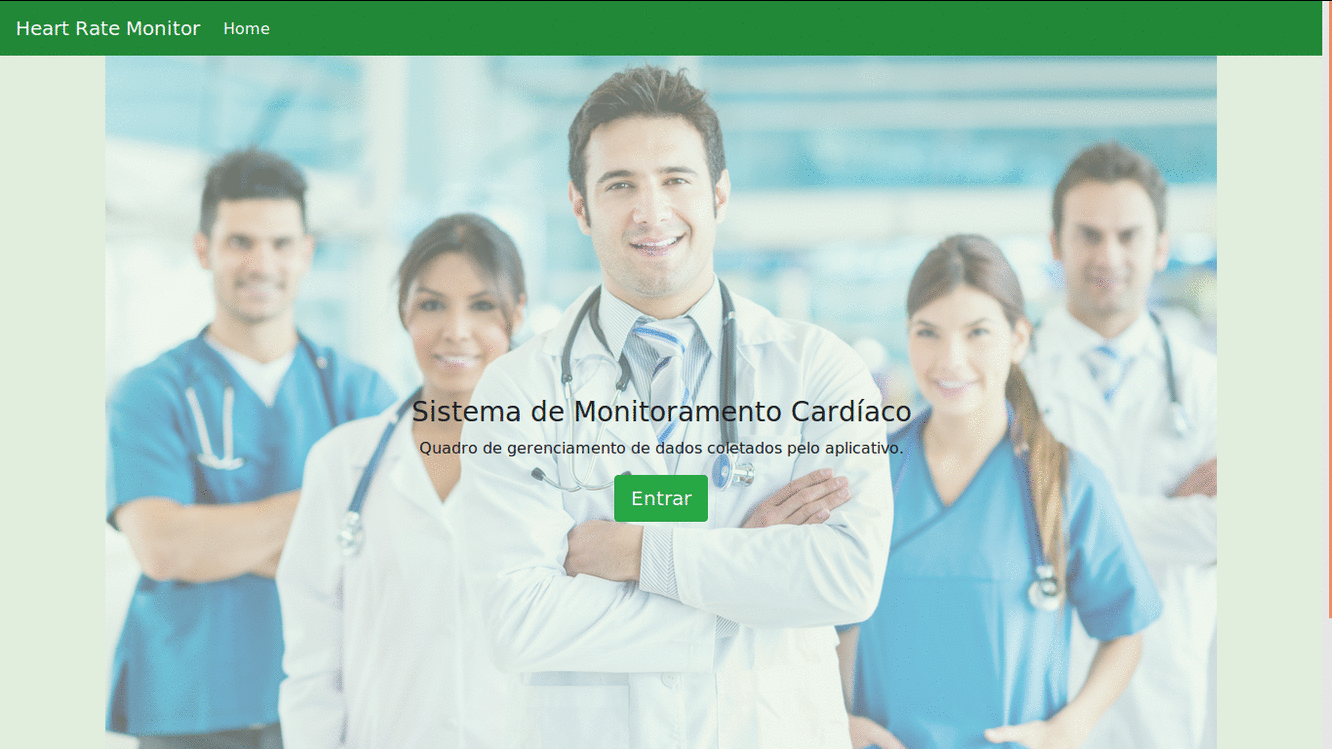 Heart Rate Monitor Home
Sistema de Monitoramento Cardíaco
Quadro de gerenciamento de dados coletados pelo aplicativo.
Entrar